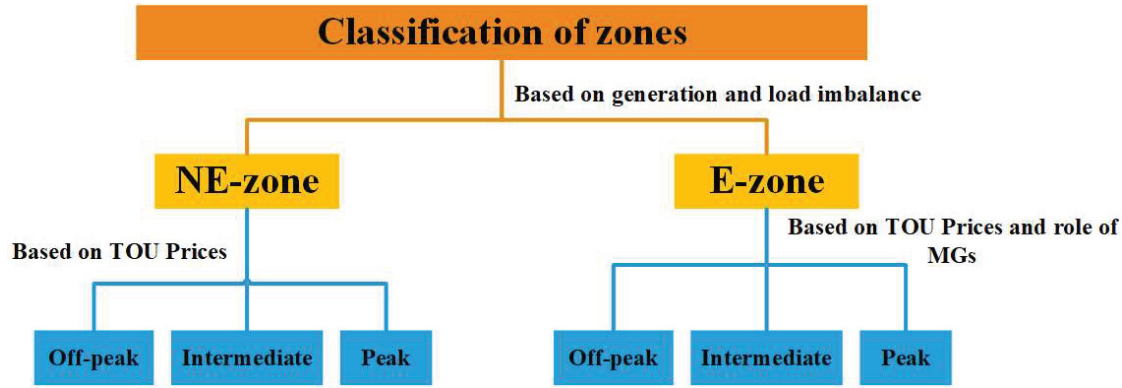 Classification of zones
Based on generation and load imbalance
NE-zone
E-zone
Based on TOU Prices
Based on TOU Prices and role of
MGs
Off-peak
Intermediate
Peak
Off-peak
Intermediate
Peak